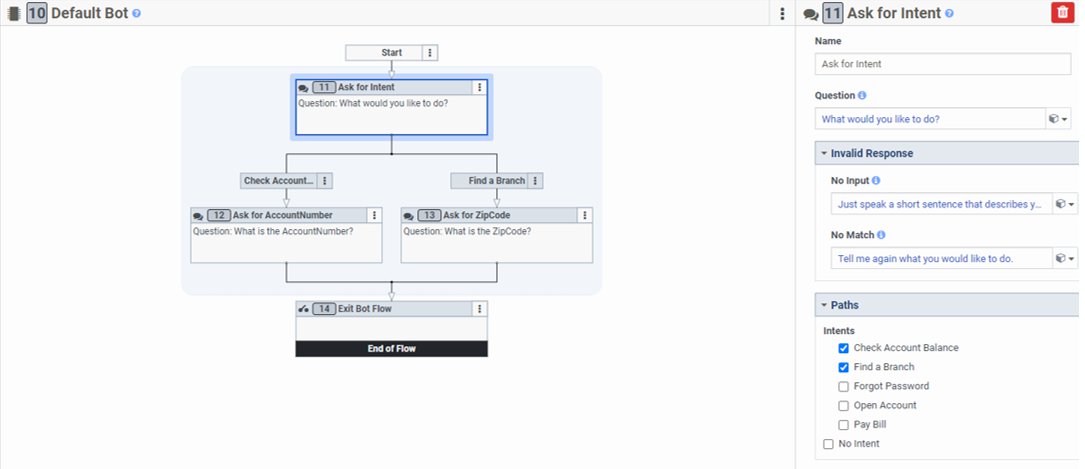 10 Default Bot
Start
11 Ask for Intent
Question: What would you like to do?
Check Account...
Find a Branch
12 Ask for AccountNumber
Question: What is the AccountNumber?
13 Ask for ZipCode
Question: What is the ZipCode?
14 Exit Bot Flow
End of Flow
11 Ask for Intent
Name
Ask for Intent
Question
What would you like to do?
Invalid Response
No Input
Just speak a short sentence that describes y...
No Match
Tell me again what you would like to do.
Paths
Intents
Check Account Balance
Find a Branch
Forgot Password
Open Account
Pay Bill
No Intent